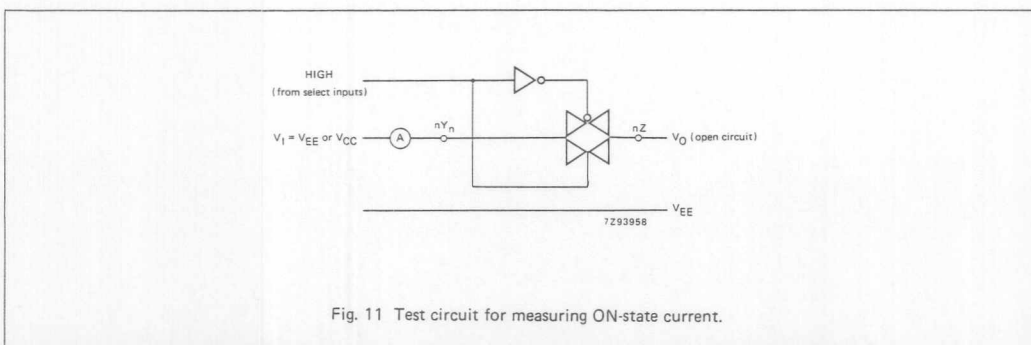 HIGH
(from select inputs)
V_I = V_EE or V_CC
A
nY_n
nZ
V_O (open circuit)
V_EE
7Z93958
Fig. 11 Test circuit for measuring ON-state current.